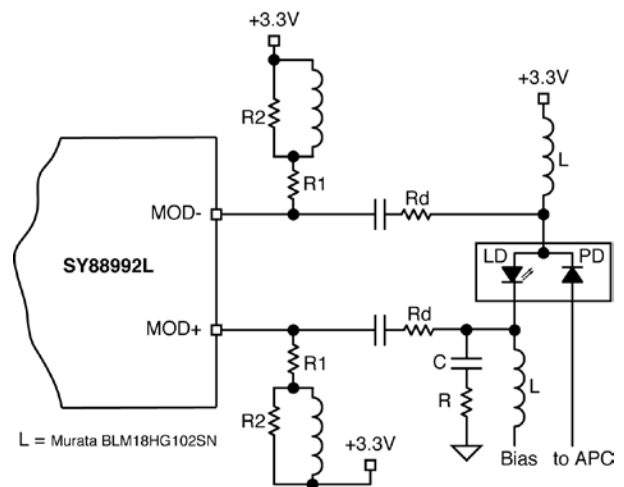 +3.3V
+3.3V
R2
L
R1
Rd
MOD-
SY88992L
LD
PD
MOD+
Rd
R1
C
L
R2
R
+3.3V
L = Murata BLM18HG102SN
Bias
to APC